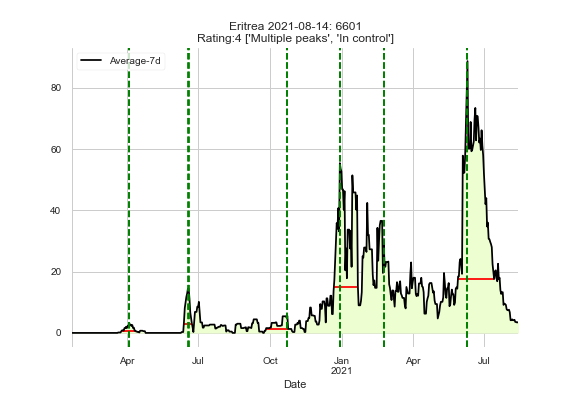 Eritrea 2021-08-14: 6601
Rating:4 ['Multiple peaks', 'In control']
Average-7d
80
60
40
20
0
Apr
Jul
Oct
Jan
2021
Apr
Jul
Date